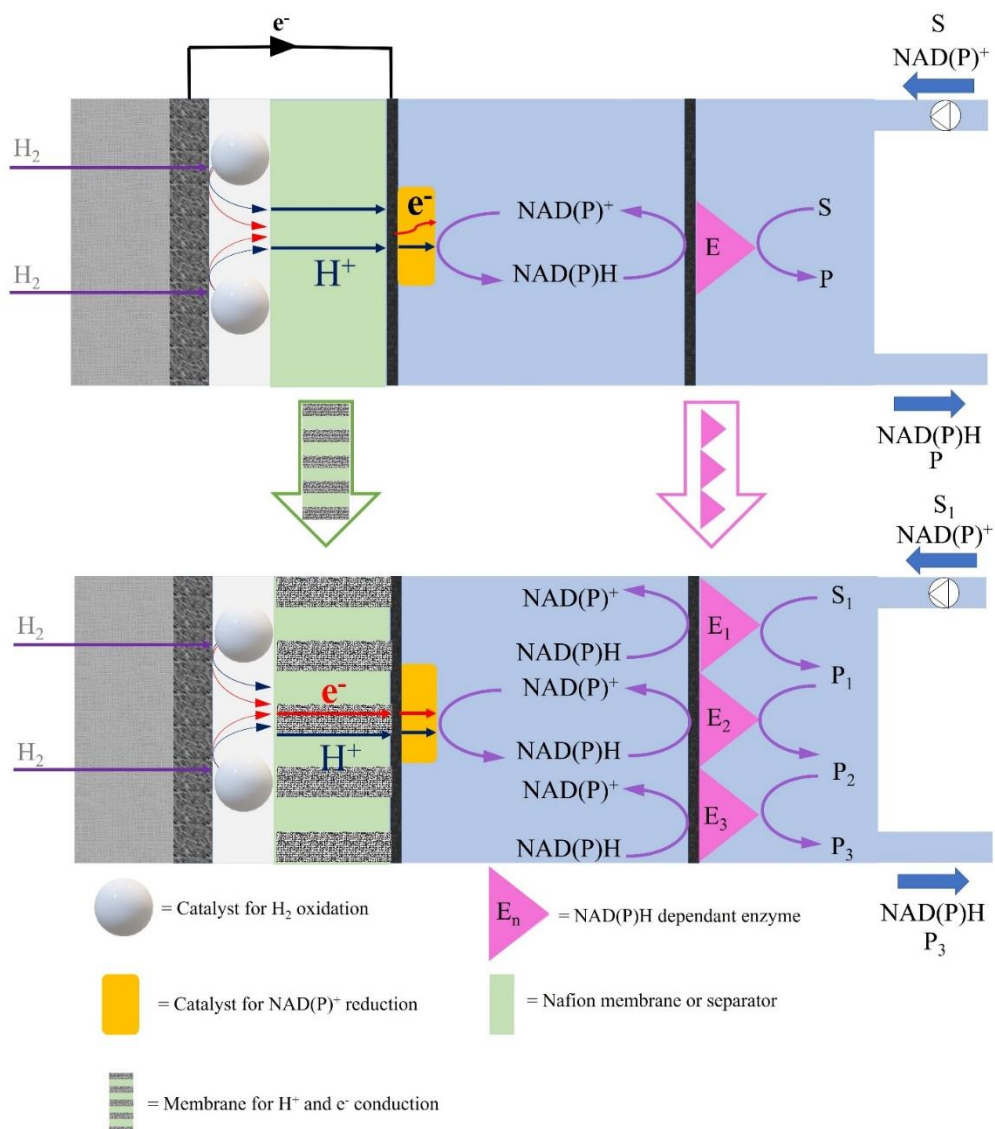 e⁻
S
NAD(P)⁺
H₂
H₂
H⁺
e⁻
NAD(P)⁺
NAD(P)H
E
S
P
NAD(P)H
P
S₁
NAD(P)⁺
H₂
H₂
e⁻
H⁺
NAD(P)⁺
NAD(P)H
NAD(P)⁺
NAD(P)H
NAD(P)⁺
NAD(P)H
E₁
E₂
E₃
S₁
P₁
P₂
P₃
NAD(P)H
P₃
= Catalyst for H₂ oxidation
Eₙ = NAD(P)H dependant enzyme
= Catalyst for NAD(P)⁺ reduction
= Nafion membrane or separator
= Membrane for H⁺ and e⁻ conduction